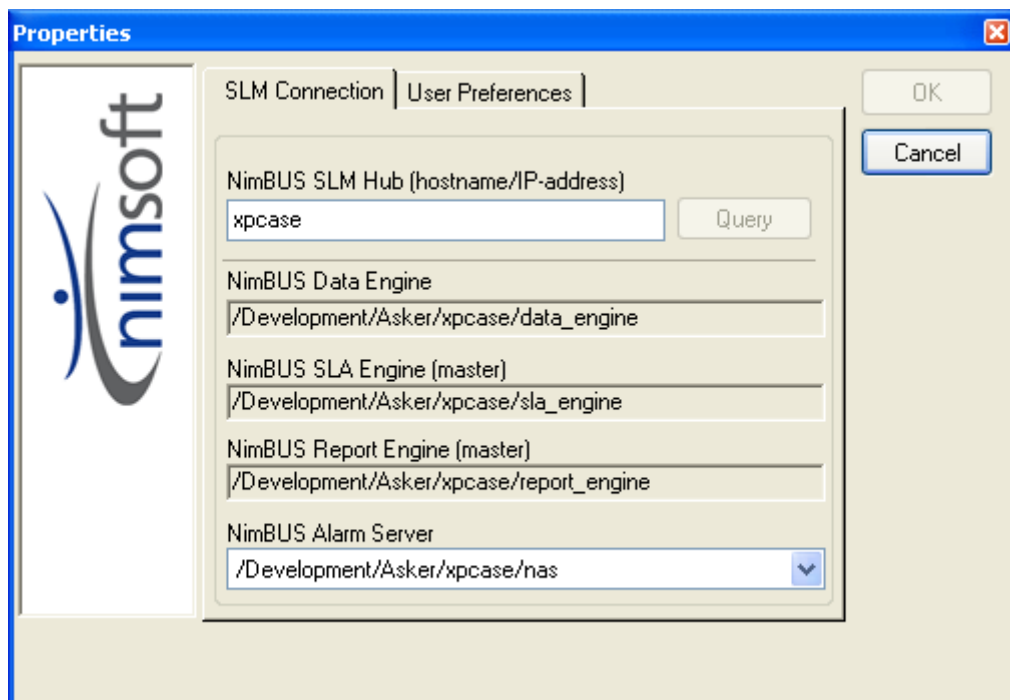 Properties
nimsoft
SLM Connection
User Preferences
OK
Cancel
NimBUS SLM Hub (hostname/IP-address)
xpcase
Query
NimBUS Data Engine
/Development/Asker/xpcase/data_engine
NimBUS SLA Engine (master)
/Development/Asker/xpcase/sla_engine
NimBUS Report Engine (master)
/Development/Asker/xpcase/report_engine
NimBUS Alarm Server
/Development/Asker/xpcase/nas